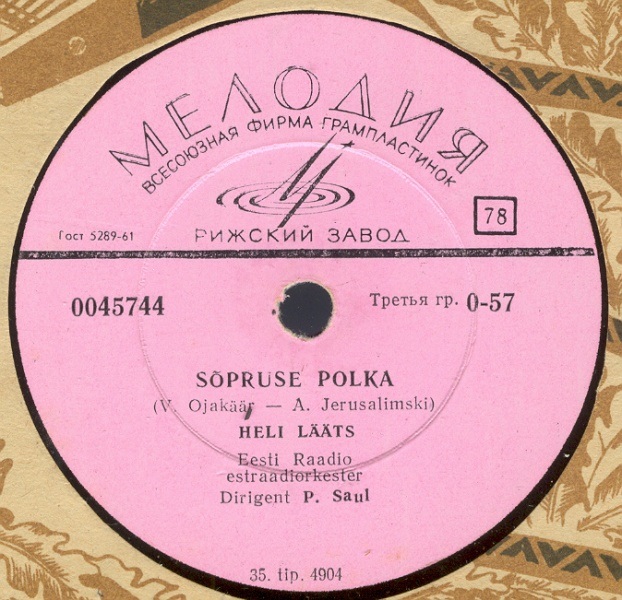 МЕЛОДИЯ
ВСЕСОЮЗНАЯ ФИРМА ГРАМПЛАСТИНОК
78
Гост 5289-61
РИЖСКИЙ ЗАВОД
0045744
Третья гр. 0-57
SÕPRUSE POLKA
(V. Ojakäär — A. Jerusalimski)
HELI LÄÄTS
Eesti Raadio
estraadiorkester
Dirigent P. Saul
35. tip. 4904